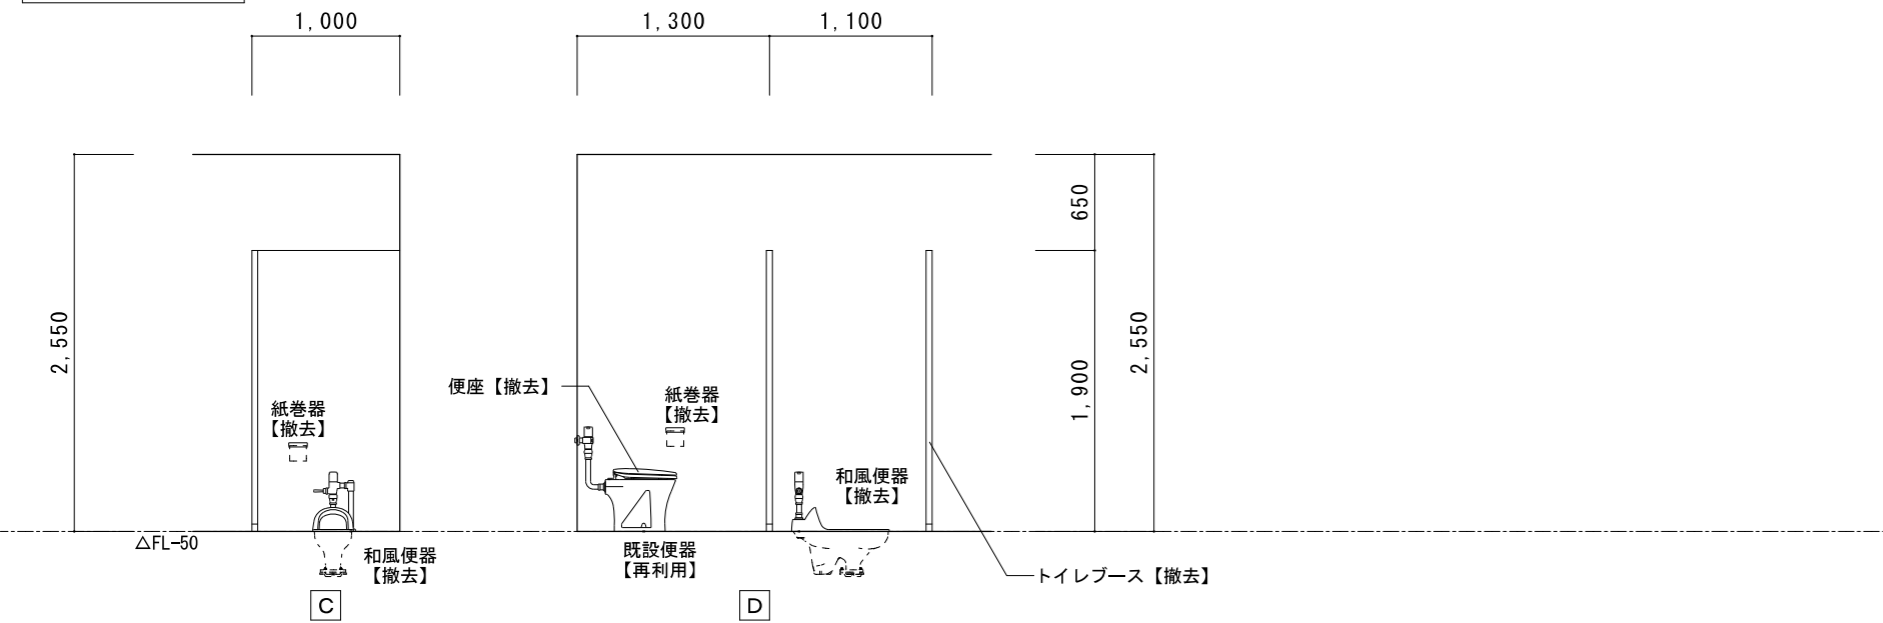 1,000
1,300
1,100
2,550
650
1,900
2,550
紙巻器
【撤去】
和風便器
【撤去】
△FL-50
C
便座【撤去】
紙巻器
【撤去】
既設便器
【再利用】
和風便器
【撤去】
トイレブース【撤去】
D